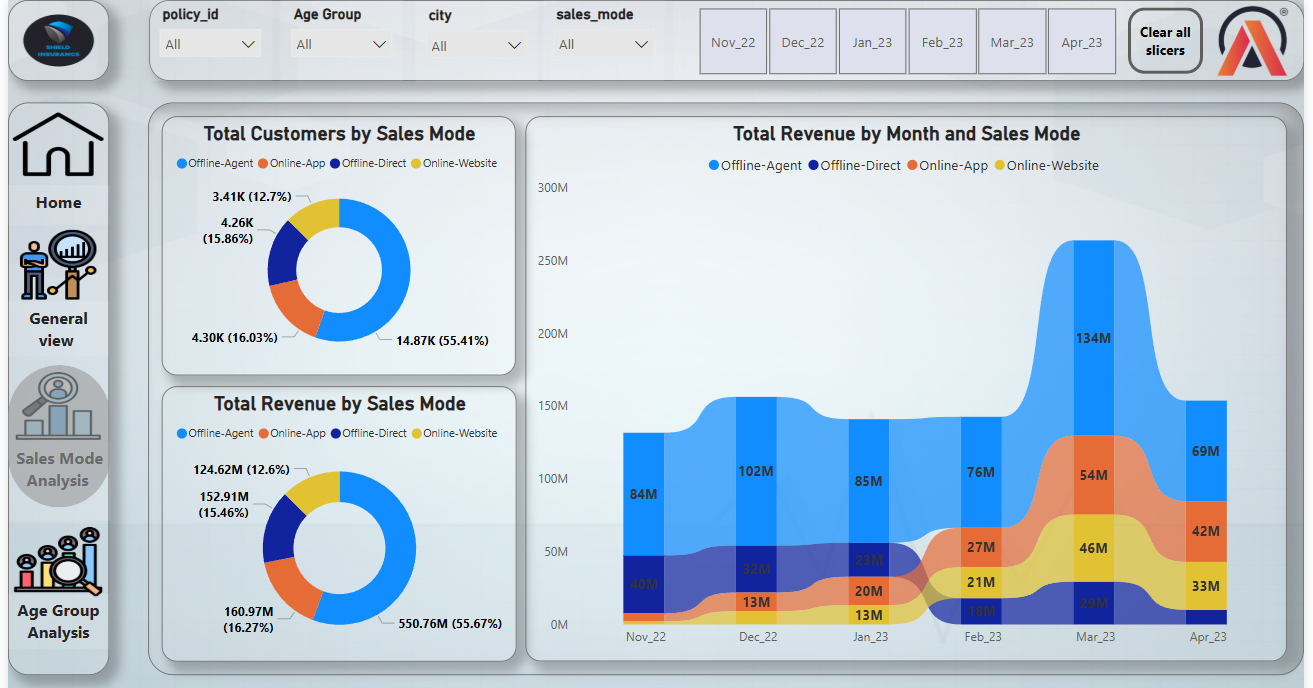 SHIELD
INSURANCE
policy_id
All
Age Group
All
city
All
sales_mode
All
Nov_22
Dec_22
Jan_23
Feb_23
Mar_23
Apr_23
Clear all
slicers
®
Home
General
view
Sales Mode
Analysis
Age Group
Analysis
Total Customers by Sales Mode
Offline-Agent Online-App Offline-Direct Online-Website
3.41K (12.7%)
4.26K
(15.86%)
4.30K (16.03%)
14.87K (55.41%)
Total Revenue by Sales Mode
Offline-Agent Online-App Offline-Direct Online-Website
124.62M (12.6%)
152.91M
(15.46%)
160.97M
(16.27%)
550.76M (55.67%)
Total Revenue by Month and Sales Mode
Offline-Agent Offline-Direct Online-App Online-Website
300M
250M
200M
150M
100M
50M
0M
84M
40M
102M
32M
13M
85M
23M
20M
13M
76M
27M
21M
18M
134M
54M
46M
29M
69M
42M
33M
Nov_22
Dec_22
Jan_23
Feb_23
Mar_23
Apr_23